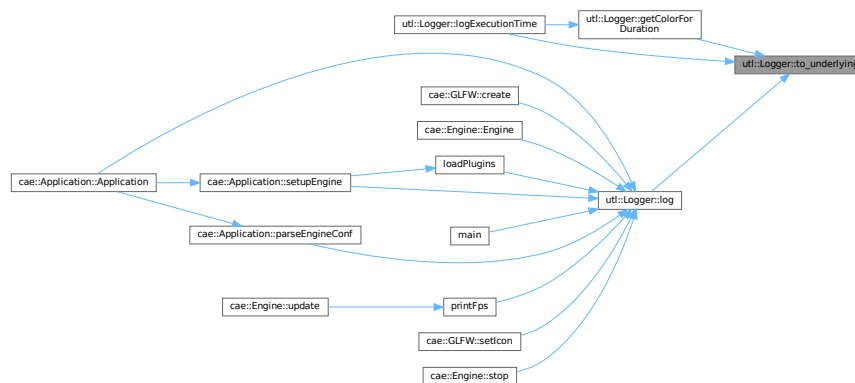 utl::Logger::logExecutionTime
utl::Logger::getColorFor
Duration
utl::Logger::to_underlying
cae::GLFW::create
cae::Engine::Engine
loadPlugins
cae::Application::Application
cae::Application::setupEngine
utl::Logger::log
main
cae::Application::parseEngineConf
cae::Engine::update
printFps
cae::GLFW::setIcon
cae::Engine::stop